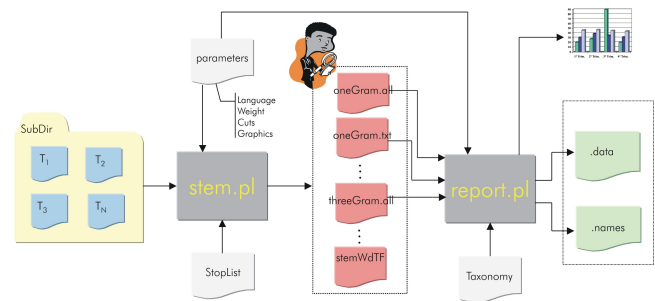 parameters
Language
Weight
Cuts
Graphics
SubDir
T1
T2
T3
TN
stem.pl
StopList
oneGram.all
oneGram.txt
threeGram.all
stemWdTF
report.pl
Taxonomy
.data
.names